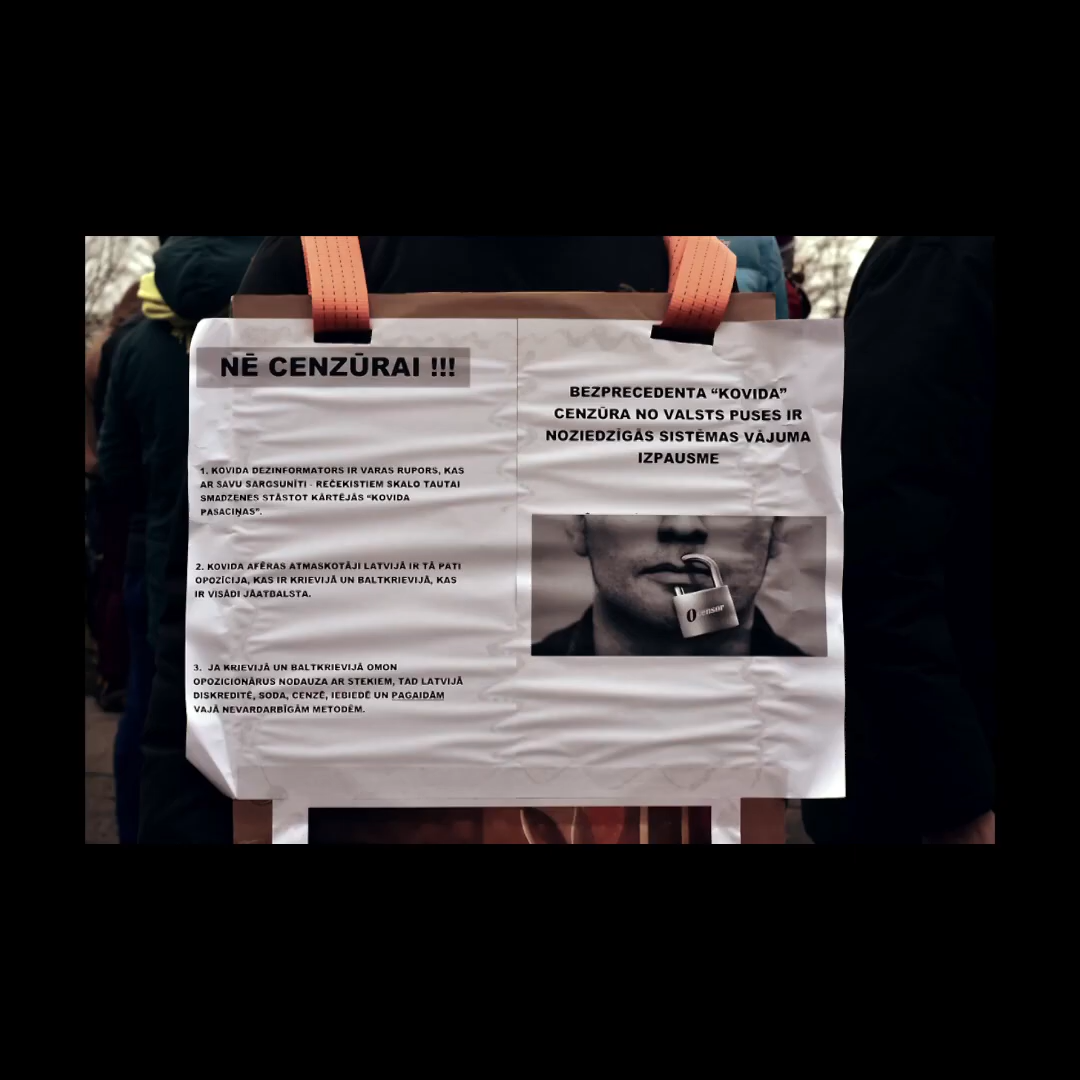 NĒ CENZŪRAI !!!
1. KOVIDA DEZINFORMATORS IR VARAS RUPORS, KAS
AR SAVU SARGSUNĪTI - REČEKISTIEM SKALO TAUTAI
SMADZENES STĀSTOT KĀRTĒJĀS “KOVIDA
PASACIŅAS”.
2. KOVIDA AFĒRAS ATMASKOTĀJI LATVIJĀ IR TĀ PATI
OPOZĪCIJA, KAS IR KRIEVIJĀ UN BALTKRIEVIJĀ, KAS
IR VISĀDI JĀATBALSTA.
3. JA KRIEVIJĀ UN BALTKRIEVIJĀ OMON
OPOZICIONĀRUS NODAUZA AR STEKIEM, TAD LATVIJĀ
DISKREDITĒ, SODA, CENZĒ, IEBIEDĒ UN PAGAIDĀM
VAJĀ NEVARDARBĪGĀM METODĒM.
BEZPRECEDENTA “KOVIDA”
CENZŪRA NO VALSTS PUSES IR
NOZIEDZĪGĀS SISTĒMAS VĀJUMA
IZPAUSME